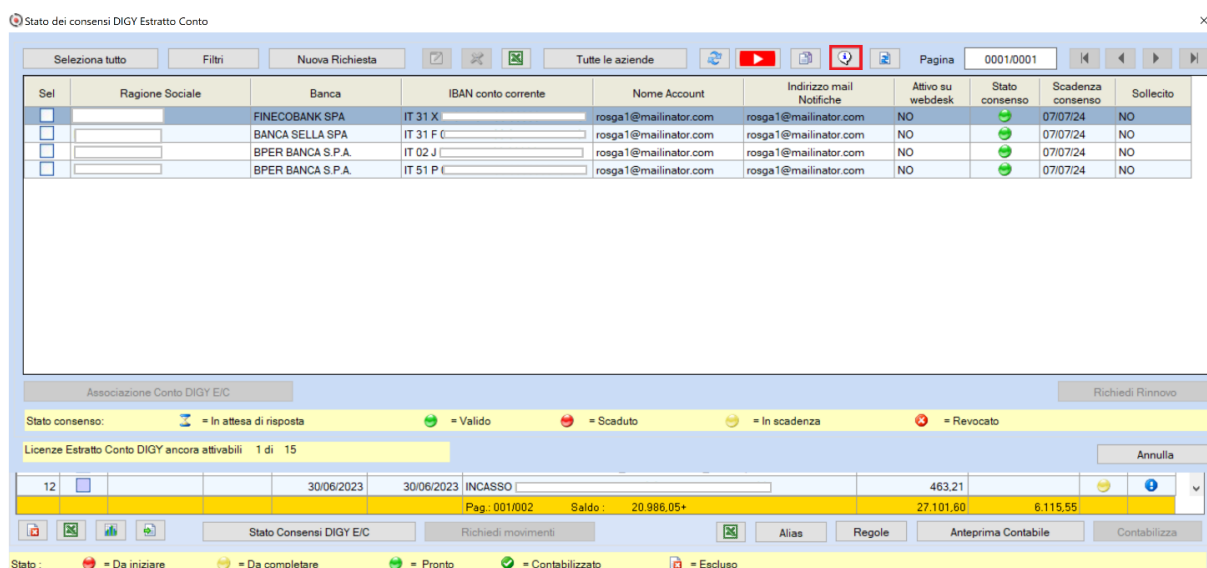 Stato dei consensi DIGY Estratto Conto
Seleziona tutto Filtri Nuova Richiesta Tutte le aziende Pagina 0001/0001
Sel Ragione Sociale Banca IBAN conto corrente Nome Account Indirizzo mail Notifiche Attivo su webdesk Stato consenso Scadenza consenso Sollecito
FINECOBANK SPA IT 31 X rosga1@mailinator.com rosga1@mailinator.com NO 07/07/24 NO
BANCA SELLA SPA IT 31 F rosga1@mailinator.com rosga1@mailinator.com NO 07/07/24 NO
BPER BANCA S.P.A. IT 02 J rosga1@mailinator.com rosga1@mailinator.com NO 07/07/24 NO
BPER BANCA S.P.A. IT 51 P rosga1@mailinator.com rosga1@mailinator.com NO 07/07/24 NO
Associazione Conto DIGY E/C Richiedi Rinnovo
Stato consenso: = In attesa di risposta = Valido = Scaduto = In scadenza = Revocato
Licenze Estratto Conto DIGY ancora attivabili 1 di 15
Annulla
12 30/06/2023 30/06/2023 INCASSO 463,21
Pag.: 001/002 Saldo : 20.986,05+ 27.101,60 6.115,55
Stato Consensi DIGY E/C Richiedi movimenti Alias Regole Anteprima Contabile Contabilizza
Stato : = Da iniziare = Da completare = Pronto = Contabilizzato = Escluso